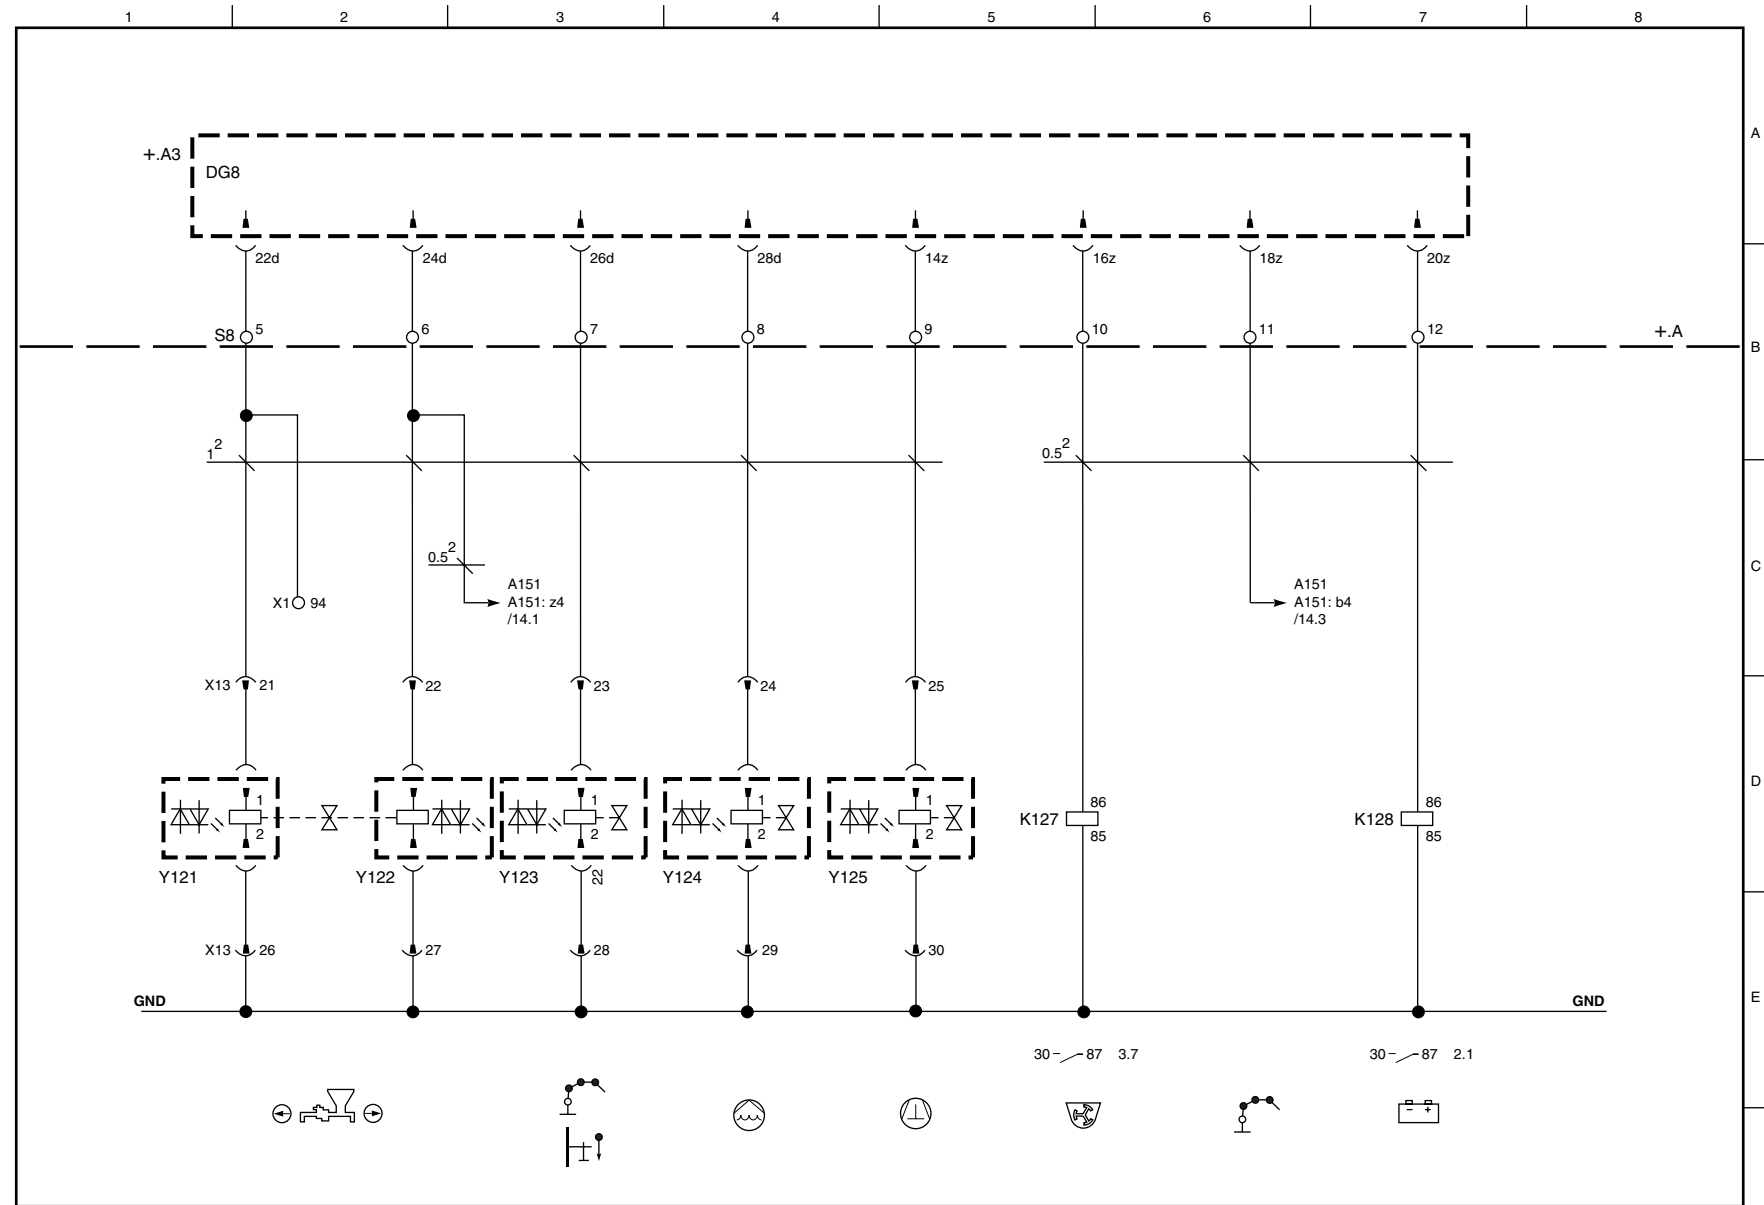 1 2 3 4 5 6 7 8
A
+.A3
DG8
22d 24d 26d 28d 14z 16z 18z 20z
S8 5 6 7 8 9 10 11 12 +.A
B
1² 0.5²
0.5²
C
A151 A151
X1 94 A151: z4 A151: b4
/14.1 /14.3
X13 21 22 23 24 25
D
1 1 1 1 86 86
K127 K128
2 2 2 2 85 85
Y121 Y122 Y123 22 Y124 Y125
X13 26 27 28 29 30
GND GND
E
30 87 3.7 30 87 2.1
- +